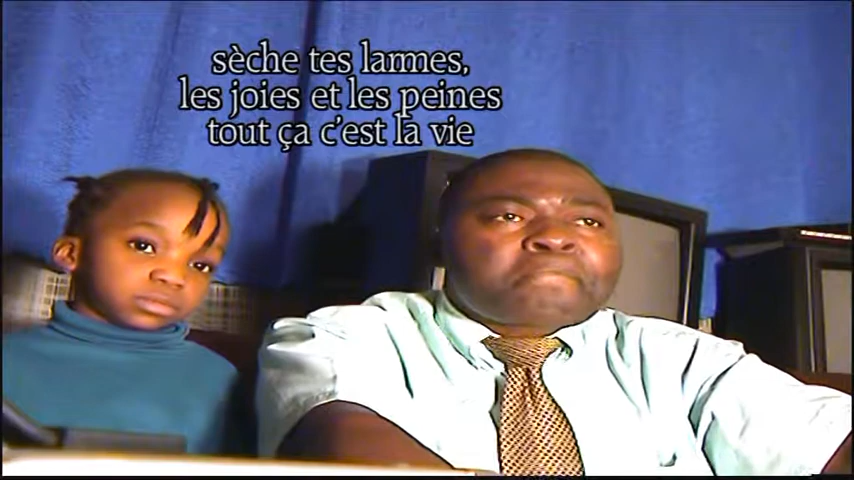 sèche tes larmes,
les joies et les peines
tout ça c'est la vie